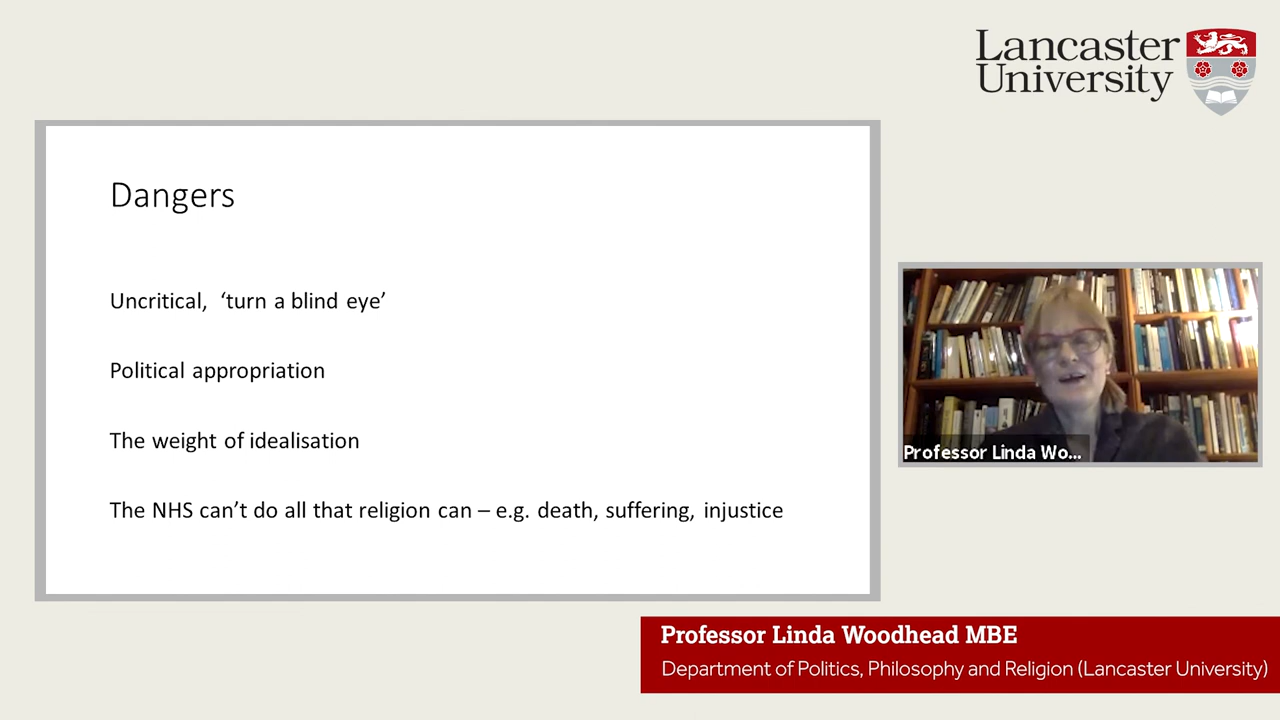 Lancaster
University
Dangers
Uncritical, ‘turn a blind eye’
Political appropriation
The weight of idealisation
The NHS can’t do all that religion can – e.g. death, suffering, injustice
Professor Linda Wo...
Professor Linda Woodhead MBE
Department of Politics, Philosophy and Religion (Lancaster University)